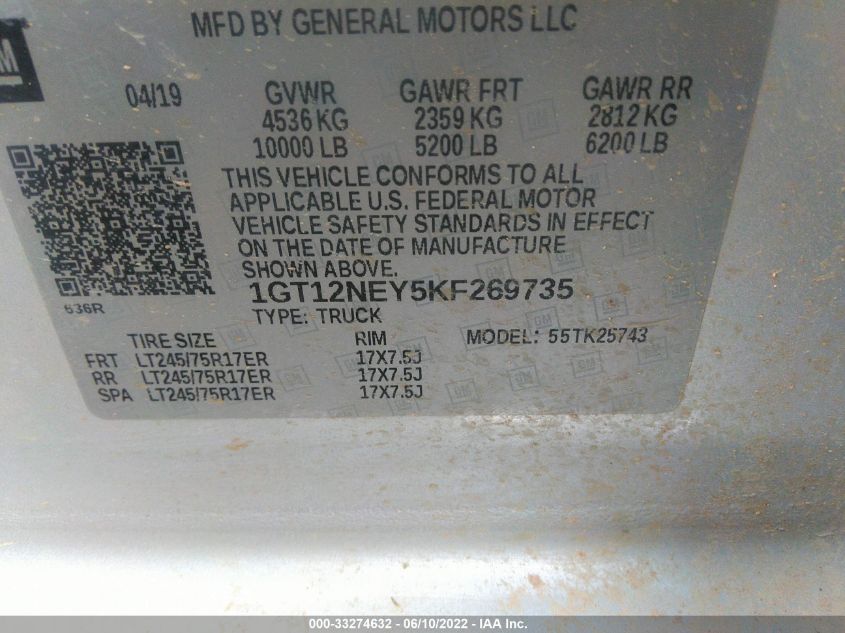 MFD BY GENERAL MOTORS LLC
GM
04/19 GVWR GAWR FRT GAWR RR
4536 KG 2359 KG 2812 KG
10000 LB 5200 LB 6200 LB
THIS VEHICLE CONFORMS TO ALL
APPLICABLE U.S. FEDERAL MOTOR
VEHICLE SAFETY STANDARDS IN EFFECT
ON THE DATE OF MANUFACTURE
SHOWN ABOVE.
1GT12NEY5KF269735
636R
TYPE: TRUCK
TIRE SIZE RIM MODEL: 55TK25743
FRT LT245/75R17ER 17X7.5J
RR LT245/75R17ER 17X7.5J
SPA LT245/75R17ER 17X7.5J
000-33274632 - 06/10/2022 - IAA Inc.